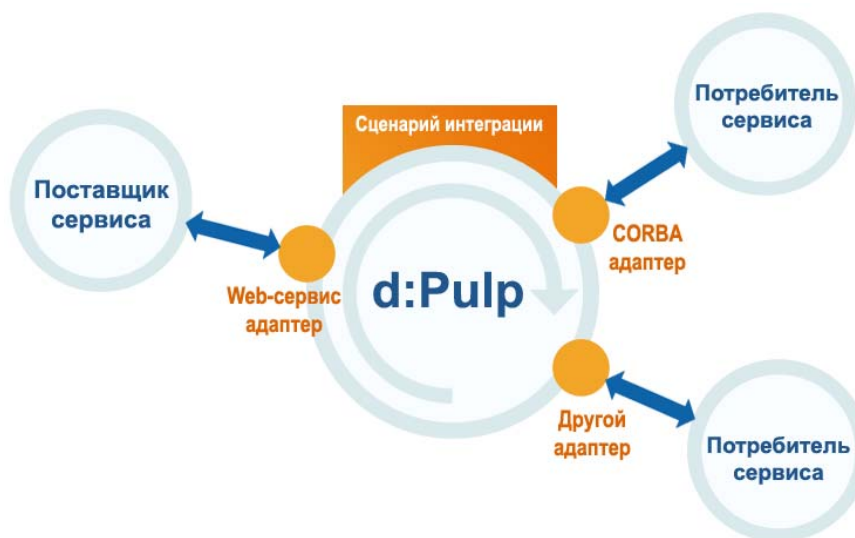 Сценарий интеграции
Потребитель
сервиса
Поставщик
сервиса
CORBA
адаптер
Web-сервис
адаптер
d:Pulp
Другой
адаптер
Потребитель
сервиса